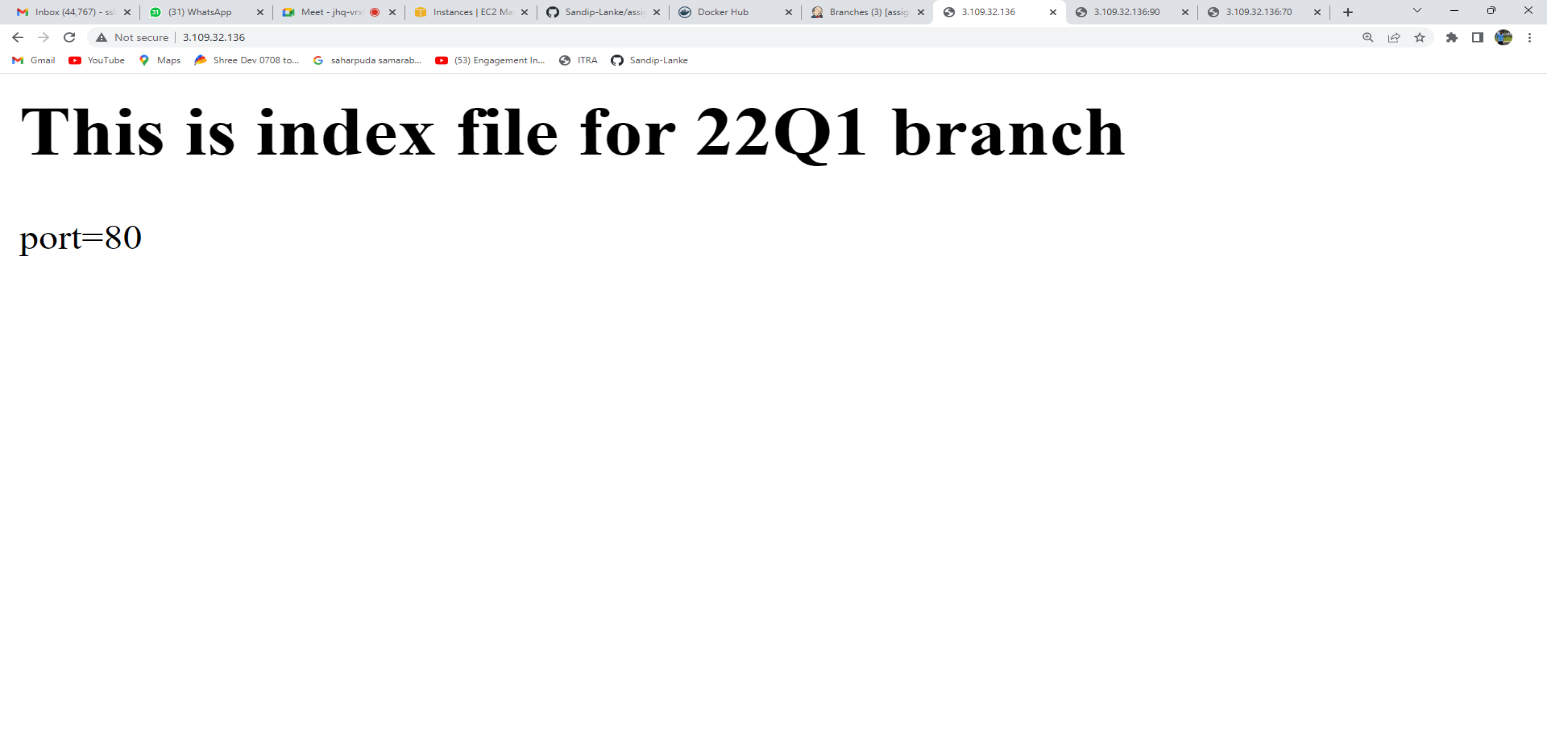 Inbox (44,767) - ssl
(31) WhatsApp
Meet - jhq-vrx
Instances | EC2 Me
Sandip-Lanke/assi
Docker Hub
Branches (3) [assig
3.109.32.136
3.109.32.136:90
3.109.32.136:70
Not secure | 3.109.32.136
Gmail
YouTube
Maps
Shree Dev 0708 to...
saharpuda samarab...
(53) Engagement In...
ITRA
Sandip-Lanke
This is index file for 22Q1 branch
port=80